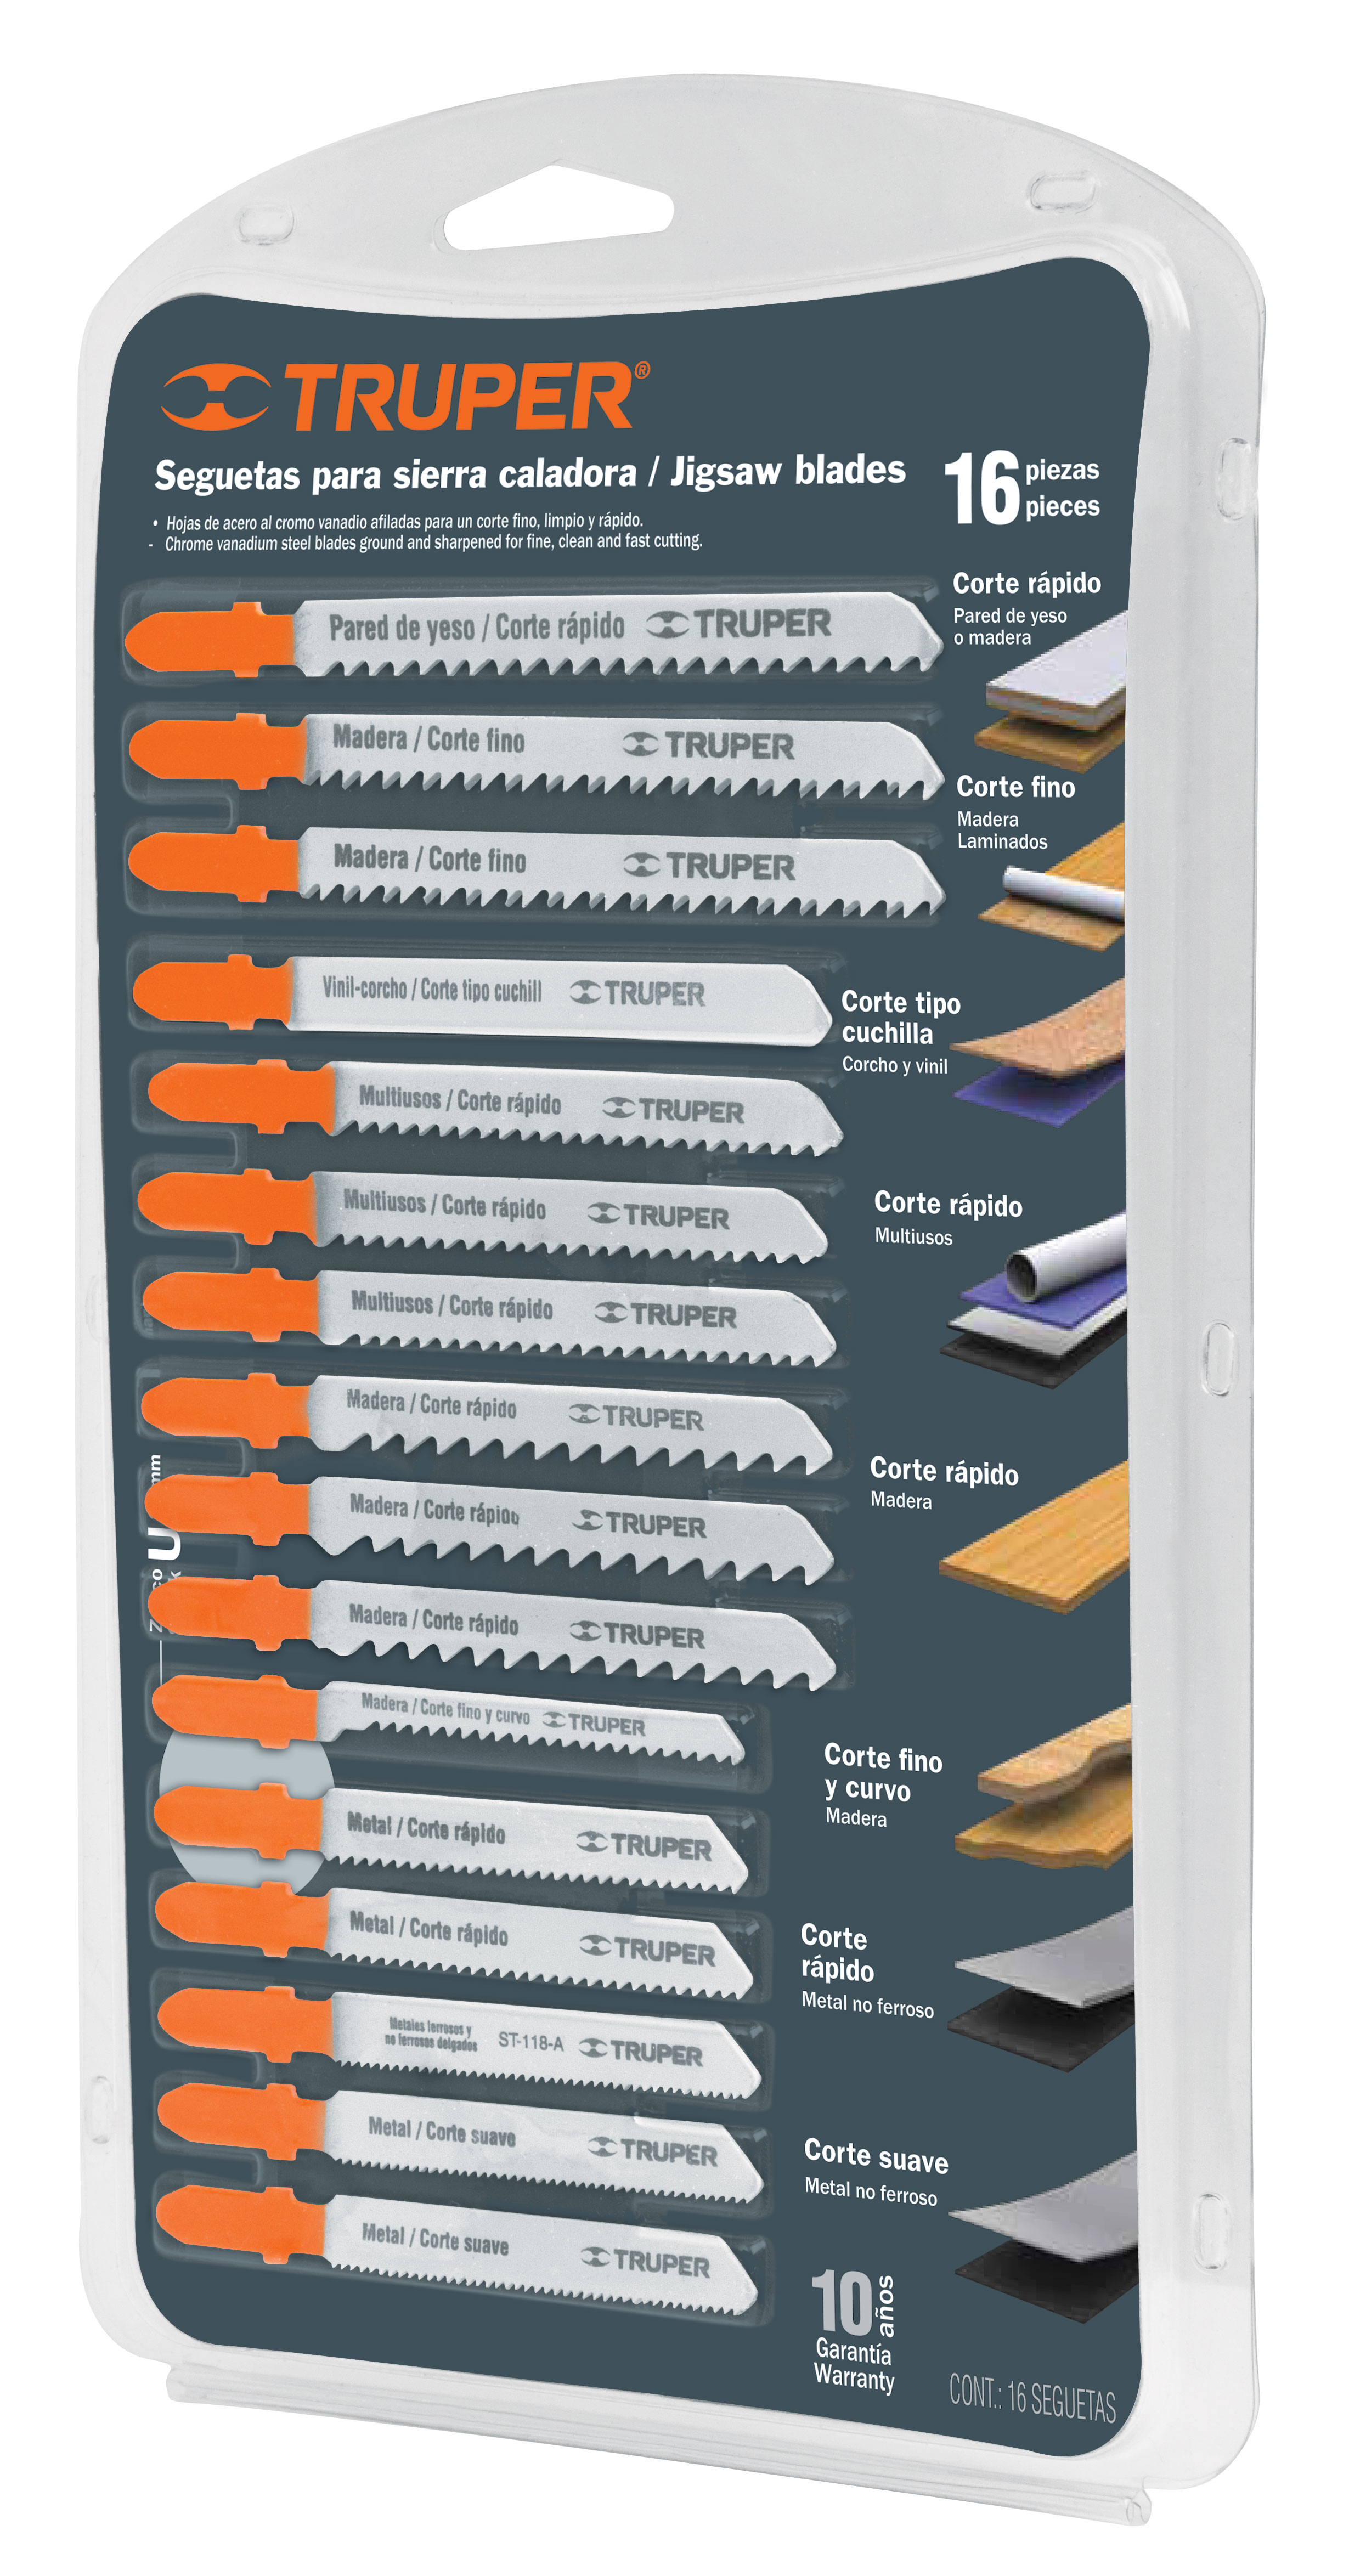 TRUPER®
Seguetas para sierra caladora / Jigsaw blades
16 piezas
pieces
• Hojas de acero al cromo vanadio afiladas para un corte fino, limpio y rápido.
- Chrome vanadium steel blades ground and sharpened for fine, clean and fast cutting.
Pared de yeso / Corte rápido TRUPER
Corte rápido
Pared de yeso
o madera
Madera / Corte fino TRUPER
Corte fino
Madera
Laminados
Madera / Corte fino TRUPER
Vinil-corcho / Corte tipo cuchill TRUPER
Corte tipo
cuchilla
Corcho y vinil
Multiusos / Corte rápido TRUPER
Multiusos / Corte rápido TRUPER
Corte rápido
Multiusos
Multiusos / Corte rápido TRUPER
Madera / Corte rápido TRUPER
Corte rápido
Madera
Madera / Corte rápido TRUPER
Madera / Corte rápido TRUPER
Madera / Corte fino y curvo TRUPER
Corte fino
y curvo
Madera
Metal / Corte rápido TRUPER
Metal / Corte rápido TRUPER
Corte
rápido
Metal no ferroso
Metales ferrosos y
no ferrosos delgados ST-118-A TRUPER
Metal / Corte suave TRUPER
Corte suave
Metal no ferroso
Metal / Corte suave TRUPER
10 años
Garantía
Warranty
CONT.: 16 SEGUETAS
mm
U